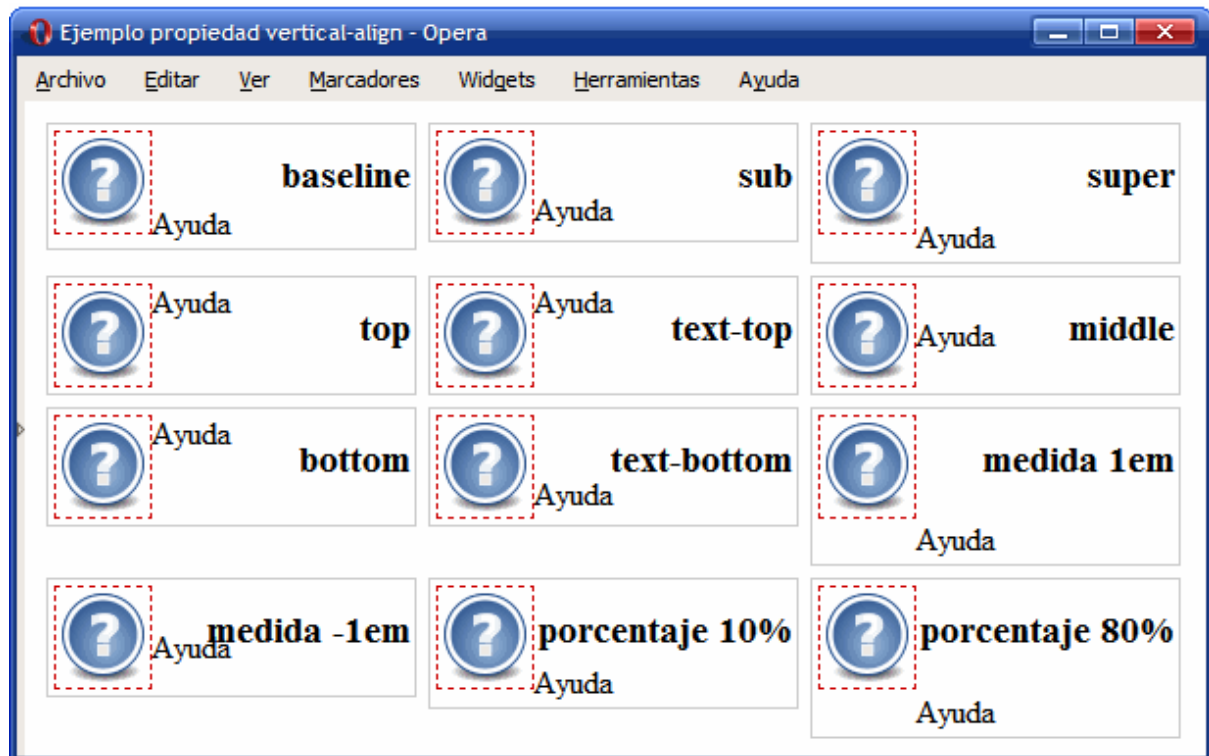 Ejemplo propiedad vertical-align - Opera
Archivo Editar Ver Marcadores Widgets Herramientas Ayuda
baseline
Ayuda
sub
Ayuda
super
Ayuda
Ayuda
top
Ayuda
text-top
Ayuda
middle
Ayuda
bottom
text-bottom
Ayuda
medida 1em
Ayuda
medida -1em
Ayuda
porcentaje 10%
Ayuda
porcentaje 80%
Ayuda